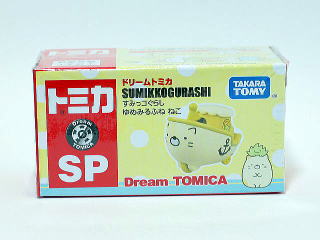 トミカ
Dream
TOMICA
SP
ドリームトミカ
SUMIKKOGURASHI
すみっコぐらし
ゆめみるふね ねこ
TAKARA
TOMY
Dream TOMICA